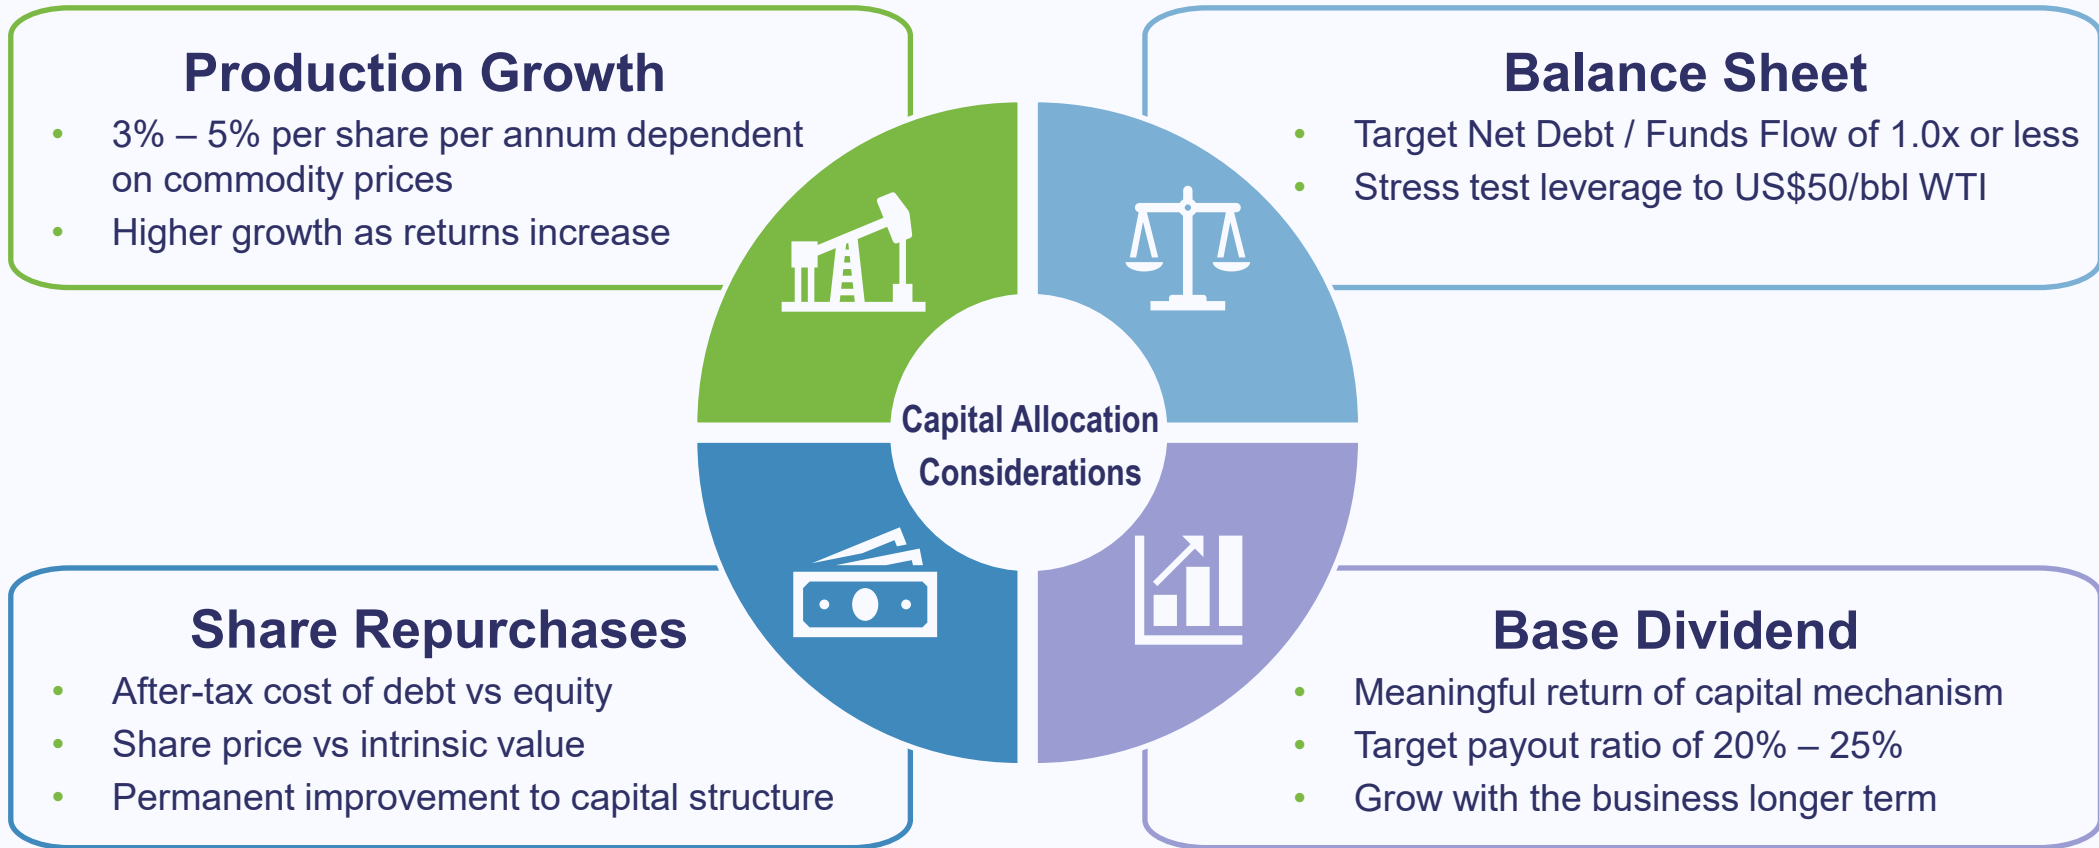 Production Growth
• 3% – 5% per share per annum dependent
on commodity prices
• Higher growth as returns increase
Balance Sheet
• Target Net Debt / Funds Flow of 1.0x or less
• Stress test leverage to US$50/bbl WTI
Capital Allocation
Considerations
Share Repurchases
• After-tax cost of debt vs equity
• Share price vs intrinsic value
• Permanent improvement to capital structure
Base Dividend
• Meaningful return of capital mechanism
• Target payout ratio of 20% – 25%
• Grow with the business longer term